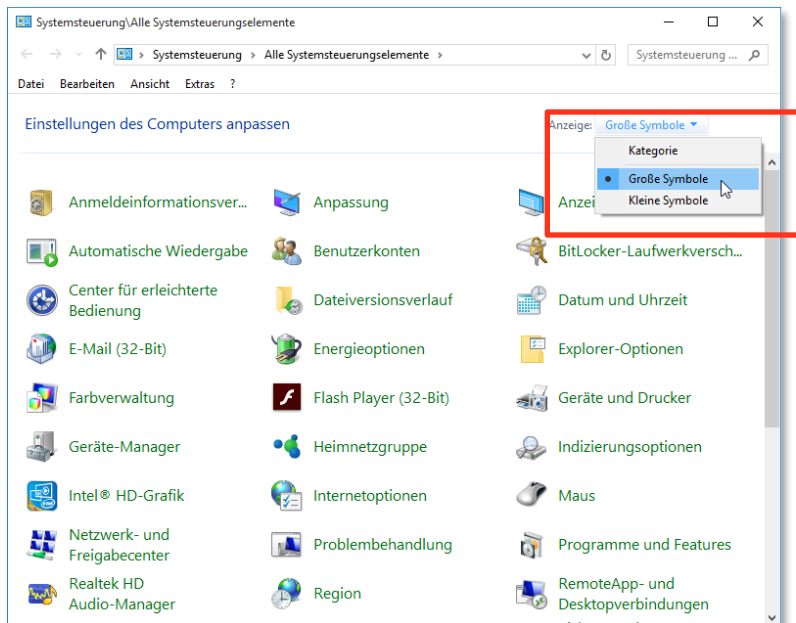 Systemsteuerung\Alle Systemsteuerungselemente
Systemsteuerung › Alle Systemsteuerungselemente ›
Systemsteuerung ...
Datei Bearbeiten Ansicht Extras ?
Einstellungen des Computers anpassen
Anzeige: Große Symbole
Kategorie
Große Symbole
Kleine Symbole
Anmeldeinformationsver...
Anpassung
Anzei
Automatische Wiedergabe
Benutzerkonten
BitLocker-Laufwerkversch...
Center für erleichterte
Bedienung
Dateiversionsverlauf
Datum und Uhrzeit
E-Mail (32-Bit)
Energieoptionen
Explorer-Optionen
Farbverwaltung
Flash Player (32-Bit)
Geräte und Drucker
Geräte-Manager
Heimnetzgruppe
Indizierungsoptionen
Intel® HD-Grafik
Internetoptionen
Maus
Netzwerk- und
Freigabecenter
Problembehandlung
Programme und Features
Realtek HD
Audio-Manager
Region
RemoteApp- und
Desktopverbindungen